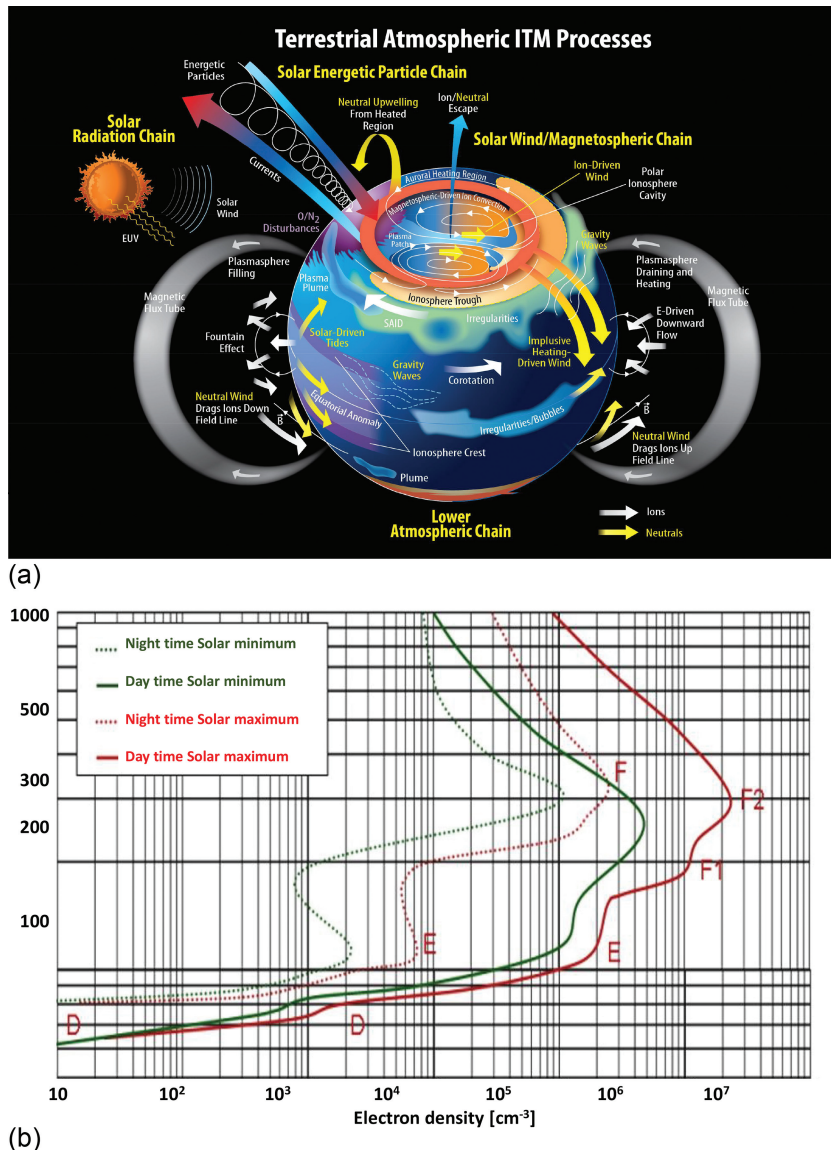 Terrestrial Atmospheric ITM Processes
Energetic
Particles
Solar Energetic Particle Chain
Solar
Radiation Chain
Neutral Upwelling
From Heated
Region
Ion/Neutral
Escape
Solar Wind/Magnetospheric Chain
Currents
Auroral Heating Region
Ion-Driven
Wind
Magnetospheric-Driven Ion Convection
Polar
Ionosphere
Cavity
Solar
Wind
EUV
O/N2
Disturbances
Plasma
Patch
Gravity
Waves
Plasmasphere
Filling
Plasma
Plume
Plasmasphere
Draining and
Heating
Magnetic
Flux Tube
Ionosphere Trough
Magnetic
Flux Tube
SAID
Irregularities
E-Driven
Downward
Flow
Fountain
Effect
Solar-Driven
Tides
Implusive
Heating-
Driven Wind
Gravity
Waves
Corotation
Neutral Wind
Drags Ions Down
Field Line
B
Equatorial Anomaly
Irregularities/Bubbles
B
Neutral Wind
Drags Ions Up
Field Line
Ionosphere Crest
Plume
Lower
Atmospheric Chain
Ions
Neutrals
(a)
1000
Night time Solar minimum
Day time Solar minimum
500
Night time Solar maximum
Day time Solar maximum
300
F
F2
200
F1
100
E
E
D
D
10
10²
10³
10⁴
10⁵
10⁶
10⁷
Electron density [cm⁻³]
(b)